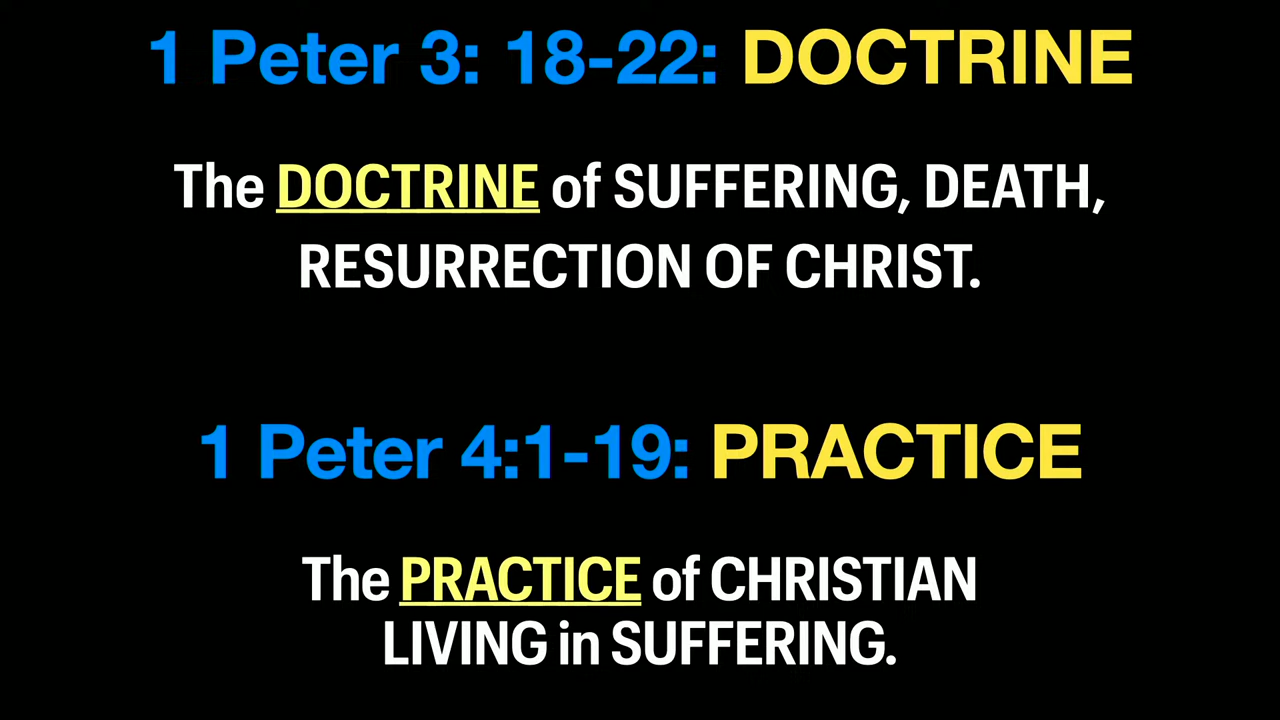 1 Peter 3: 18-22: DOCTRINE
The DOCTRINE of SUFFERING, DEATH,
RESURRECTION OF CHRIST.
1 Peter 4:1-19: PRACTICE
The PRACTICE of CHRISTIAN
LIVING in SUFFERING.